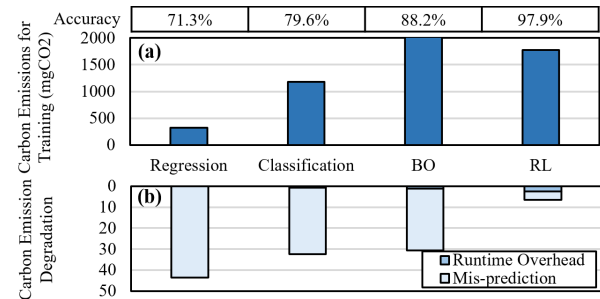 Accuracy 71.3% 79.6% 88.2% 97.9%
Carbon Emissions for
Training (mgCO2)
2000
1500
1000
500
0
(a)
Regression Classification BO RL
Carbon Emission
Degradation
0
10
20
30
40
50
(b)
Runtime Overhead
Mis-prediction